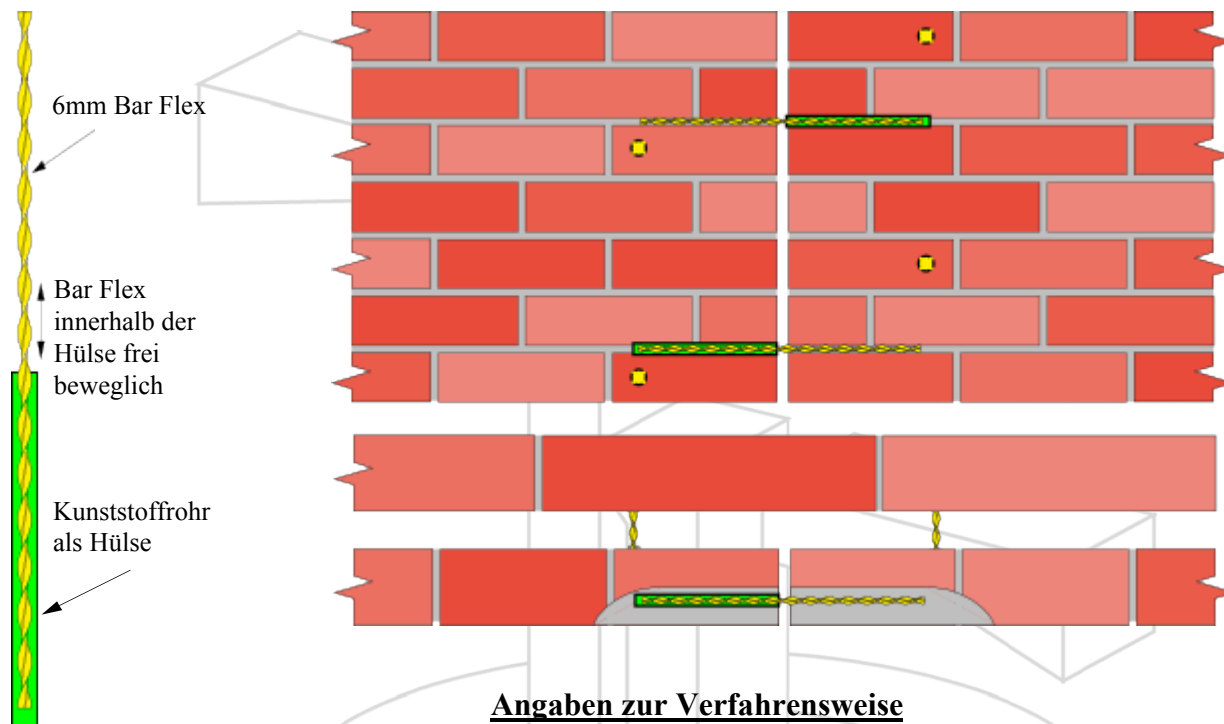 6mm Bar Flex
Bar Flex
innerhalb der
Hülse frei
beweglich
Kunststoffrohr
als Hülse
Angaben zur Verfahrensweise